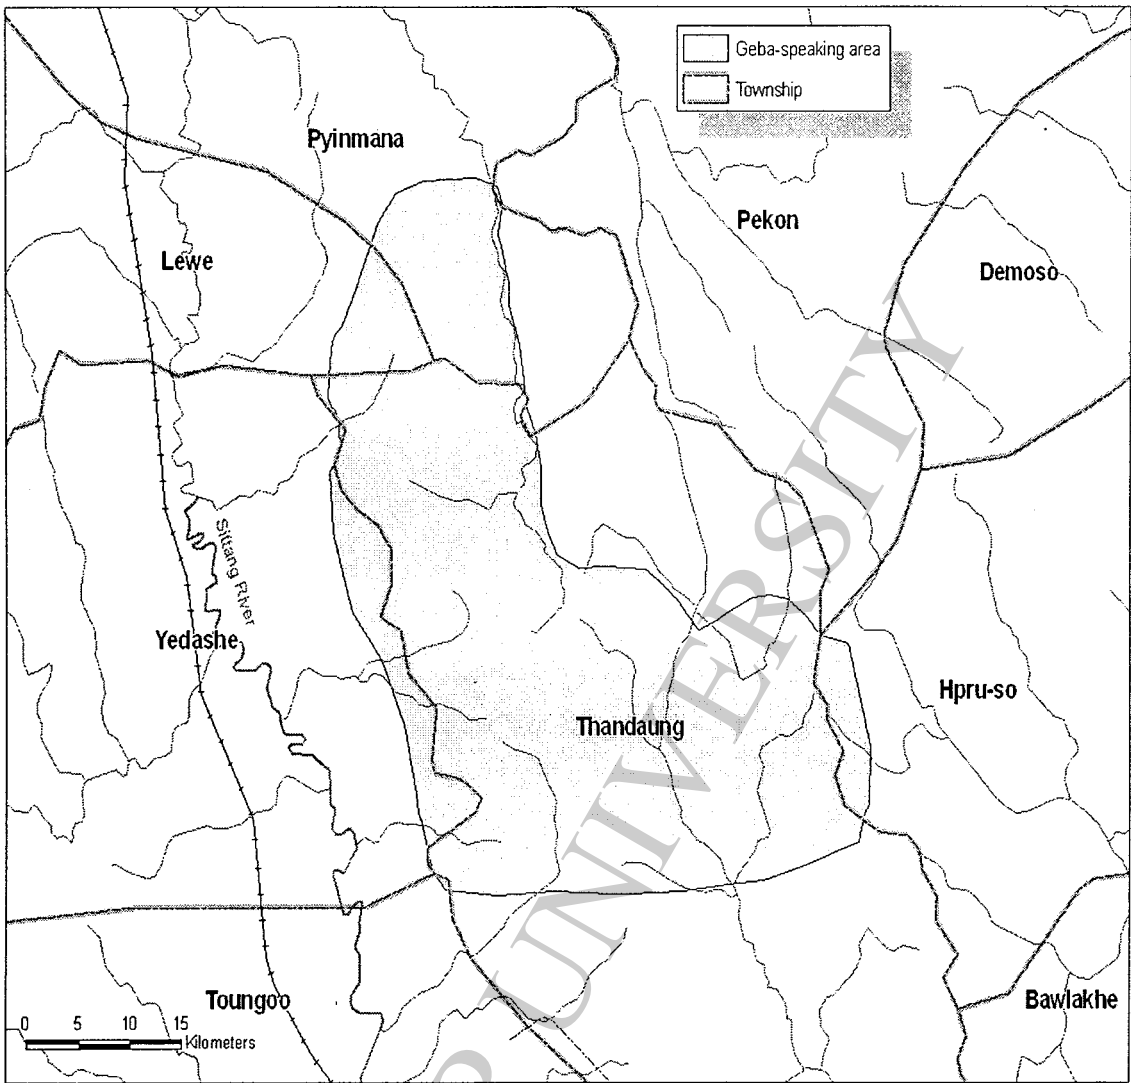 Geba-speaking area
Township
Pyinmana
Pekon
Lewe
Demoso
Sittang River
Yedashe
Hpru-so
Thandaung
Toungoo
Bawlakhe
0 5 10 15
Kilometers
UNIVERSITY